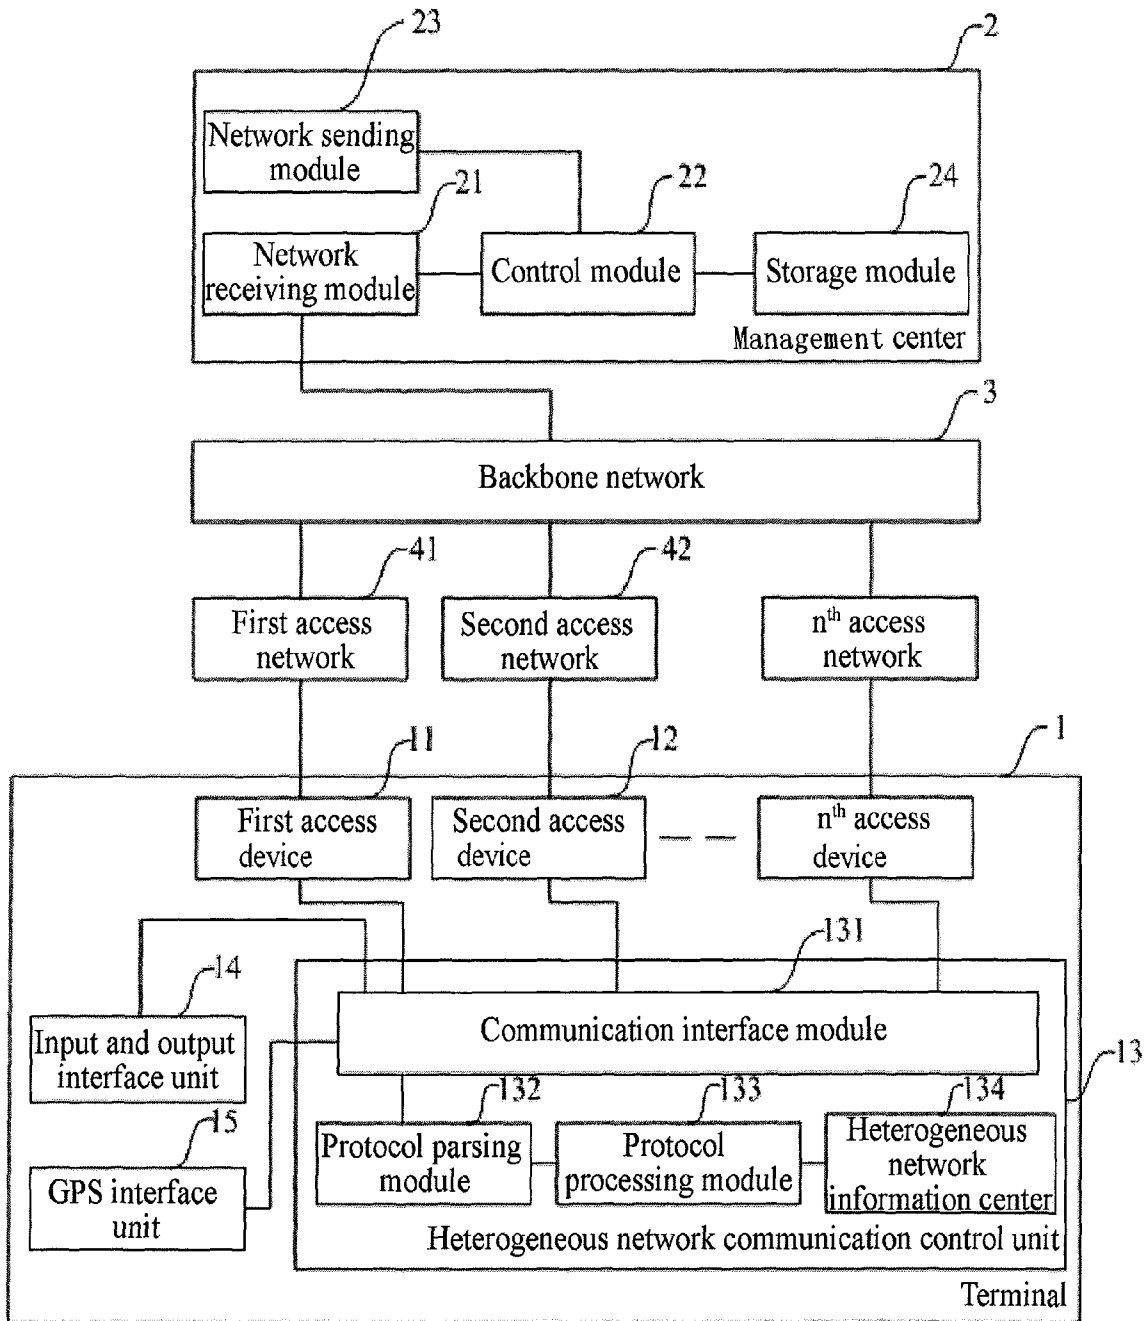 23
2
Network sending
module
21
22
24
Network
receiving module
Control module
Storage module
Management center
3
Backbone network
41
42
First access
network
Second access
network
nth access
network
11
12
1
First access
device
Second access
device
nth access
device
131
14
Input and output
interface unit
Communication interface module
13
15
132
133
134
GPS interface
unit
Protocol parsing
module
Protocol
processing module
Heterogeneous
network
information center
Heterogeneous network communication control unit
Terminal